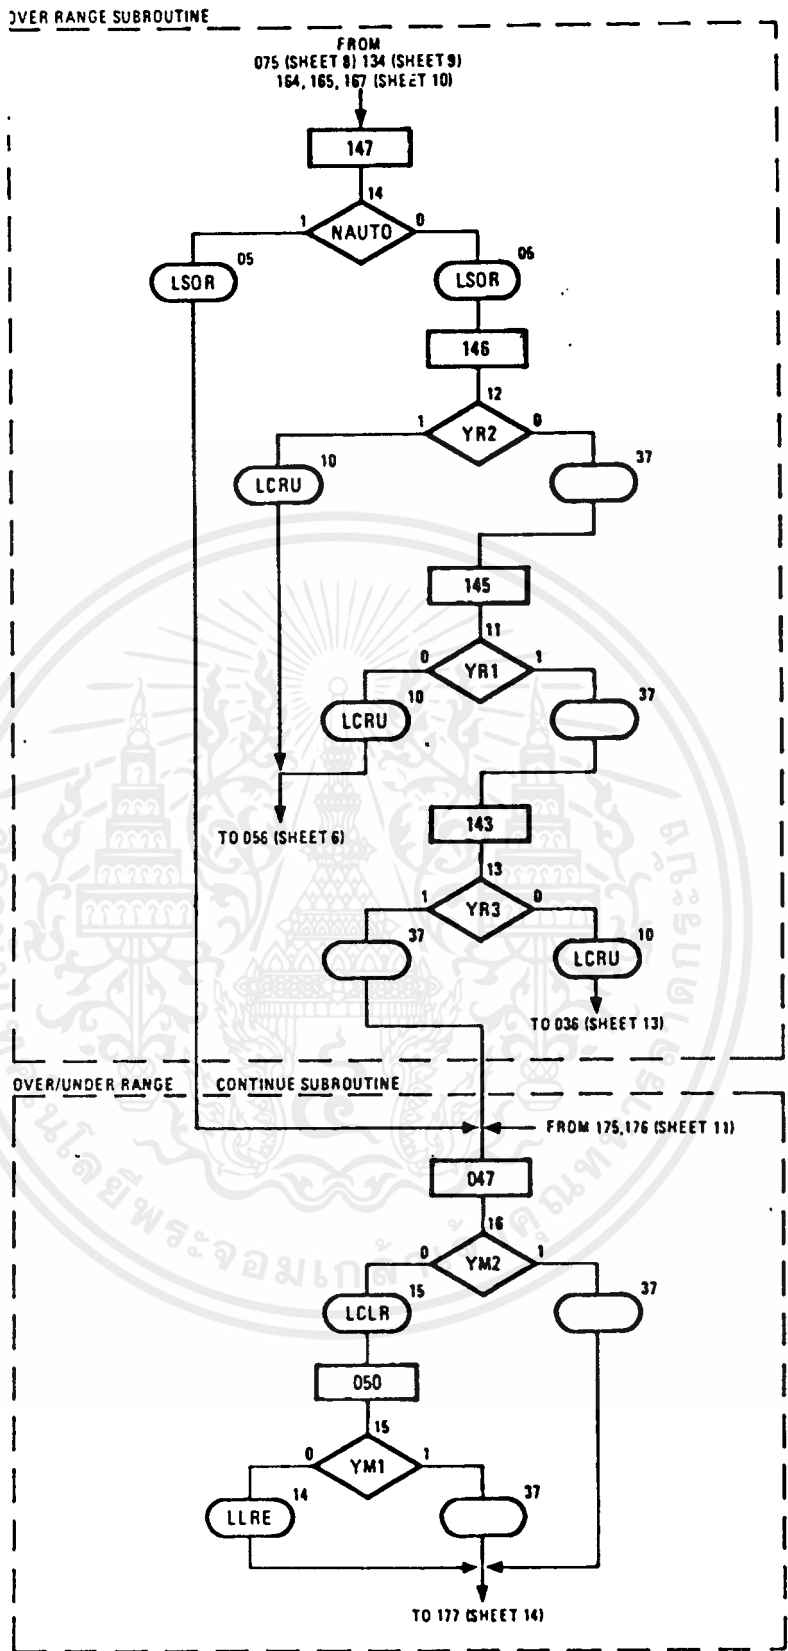 OVER RANGE SUBROUTINE
FROM
075 (SHEET 8) 134 (SHEET 9)
164, 165, 167 (SHEET 10)
147
14
1 NAUTO 0
LSOR 05
LSOR 06
146
12
1 YR2 0
LCRU 10
37
145
11
0 YR1 1
LCRU 10
37
TO 056 (SHEET 6)
143
13
1 YR3 0
37
LCRU 10
TO 036 (SHEET 13)
OVER/UNDER RANGE CONTINUE SUBROUTINE
FROM 175,176 (SHEET 11)
047
16
0 YM2 1
LCLR 15
37
050
15
0 YM1 1
LLRE 14
37
TO 177 (SHEET 14)